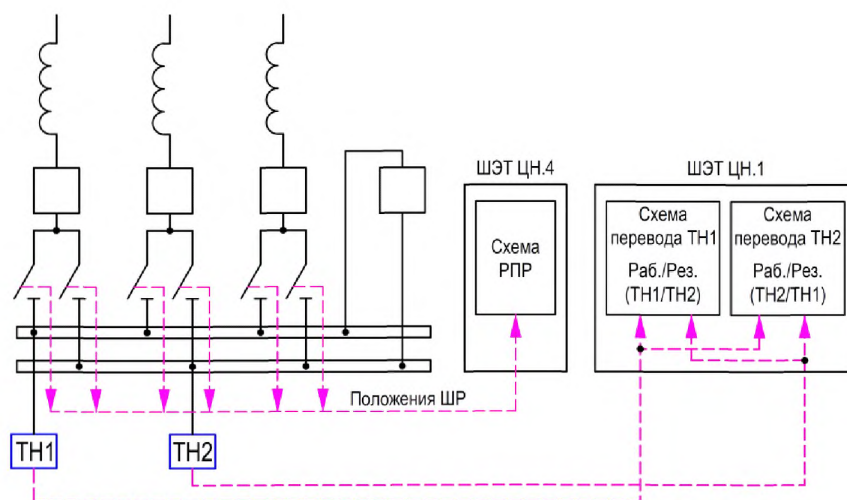 ШЭТ ЦН.4
ШЭТ ЦН.1
Схема
РПР
Схема
перевода ТН1
Раб./Рез.
(ТН1/ТН2)
Схема
перевода ТН2
Раб./Рез.
(ТН2/ТН1)
Положения ШР
ТН1
ТН2